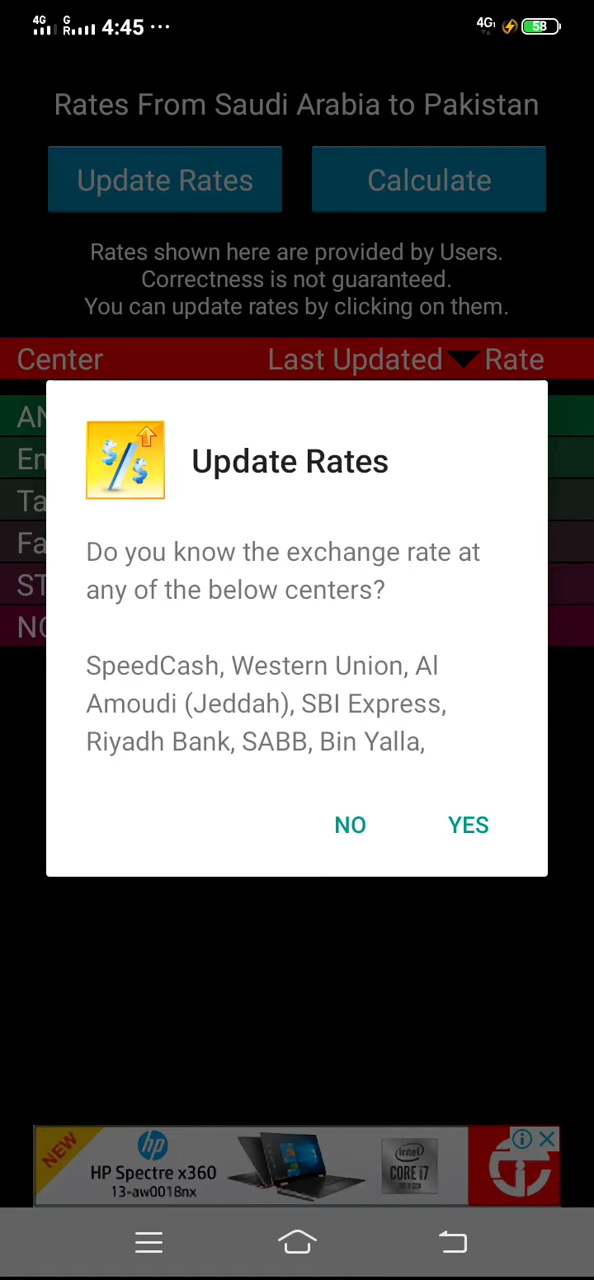 4G G R 4:45 ...
4G 58
Rates From Saudi Arabia to Pakistan
Update Rates Calculate
Rates shown here are provided by Users.
Correctness is not guaranteed.
You can update rates by clicking on them.
Center Last Updated Rate
Update Rates
Do you know the exchange rate at
any of the below centers?
SpeedCash, Western Union, Al
Amoudi (Jeddah), SBI Express,
Riyadh Bank, SABB, Bin Yalla,
NO YES
NEW
hp
HP Spectre x360
13-aw0018nx
intel
CORE i7